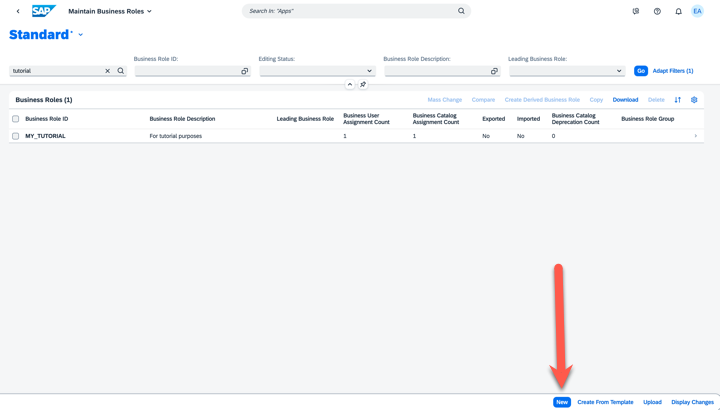 SAP Maintain Business Roles Search In: "Apps" EA
Standard*
Business Role ID: Editing Status: Business Role Description: Leading Business Role:
tutorial Go Adapt Filters (1)
Business Roles (1) Mass Change Compare Create Derived Business Role Copy Download Delete
Business Role ID Business Role Description Leading Business Role Business User Assignment Count Business Catalog Assignment Count Exported Imported Business Catalog Deprecation Count Business Role Group
MY_TUTORIAL For tutorial purposes 1 1 No No 0
New Create From Template Upload Display Changes